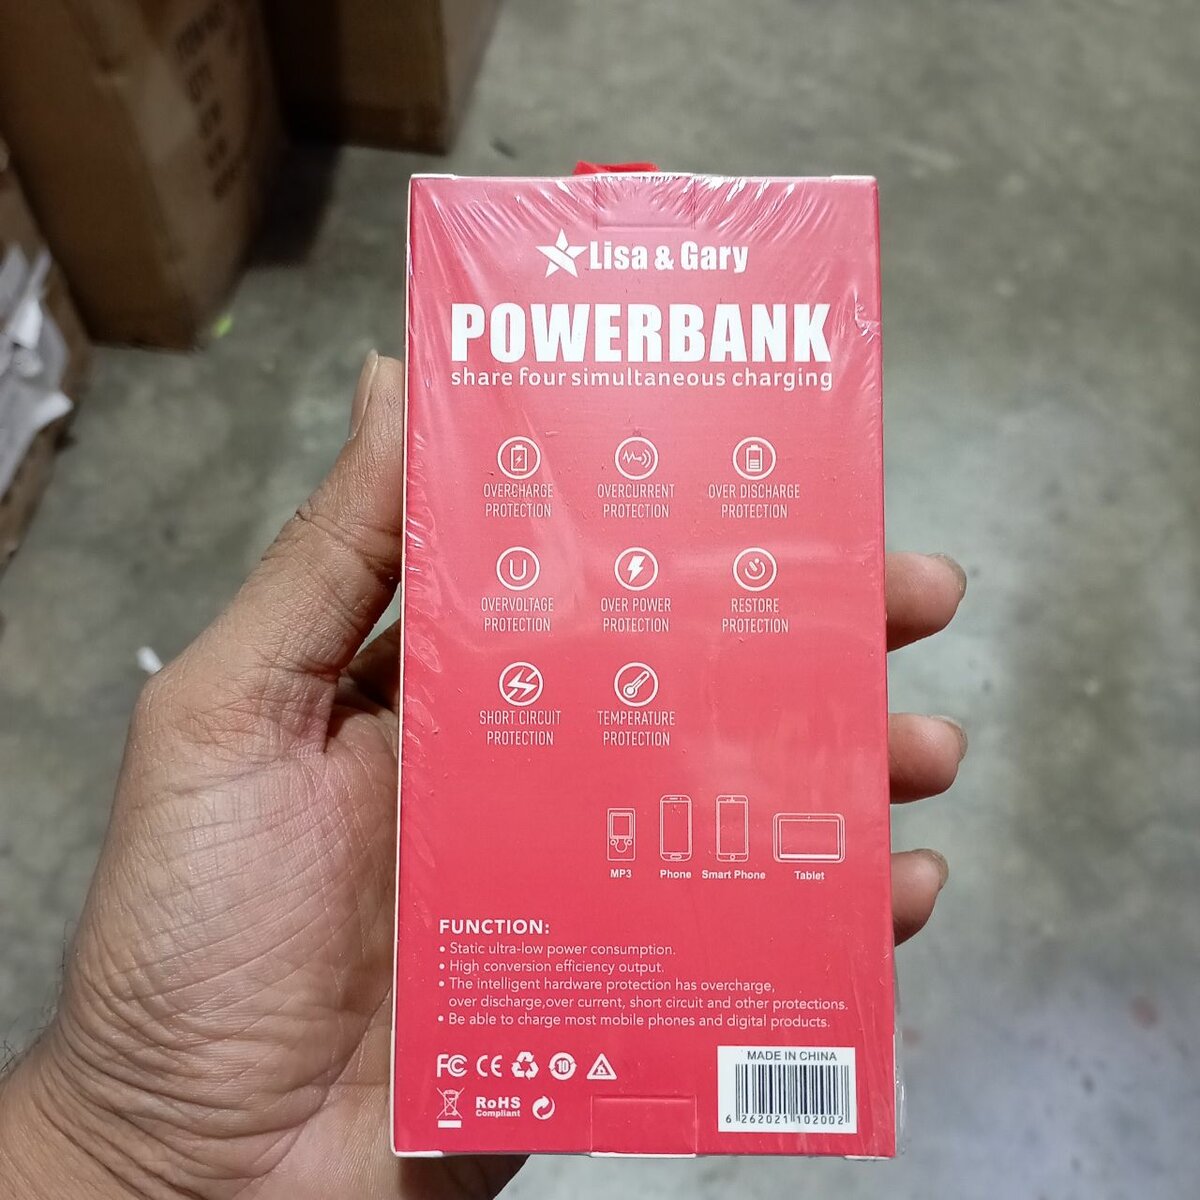 Lisa & Gary
POWERBANK
share four simultaneous charging
OVERCHARGE
PROTECTION
OVERCURRENT
PROTECTION
OVER DISCHARGE
PROTECTION
U
OVERVOLTAGE
PROTECTION
OVER POWER
PROTECTION
RESTORE
PROTECTION
SHORT CIRCUIT
PROTECTION
TEMPERATURE
PROTECTION
MP3 Phone Smart Phone Tablet
FUNCTION:
• Static ultra-low power consumption.
• High conversion efficiency output.
• The intelligent hardware protection has overcharge,
over discharge,over current, short circuit and other protections.
• Be able to charge most mobile phones and digital products.
FC CE 10
RoHS
Compliant
MADE IN CHINA
6 262021 102002